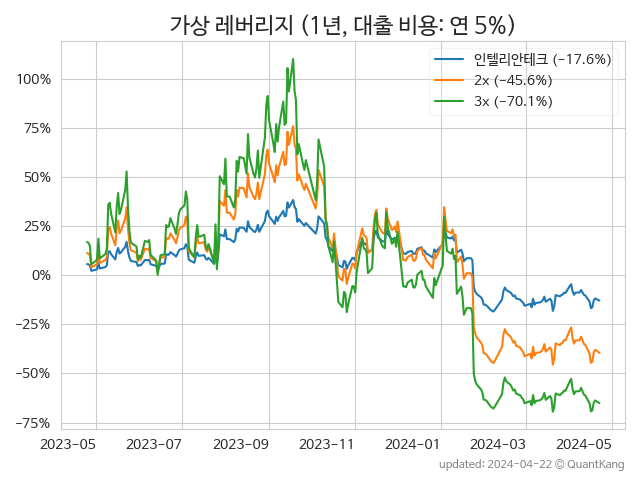 가상 레버리지 (1년, 대출 비용: 연 5%)
인텔리안테크 (-17.6%)
2x (-45.6%)
3x (-70.1%)
100%
75%
50%
25%
0%
-25%
-50%
-75%
2023-05 2023-07 2023-09 2023-11 2024-01 2024-03 2024-05
updated: 2024-04-22 © QuantKang